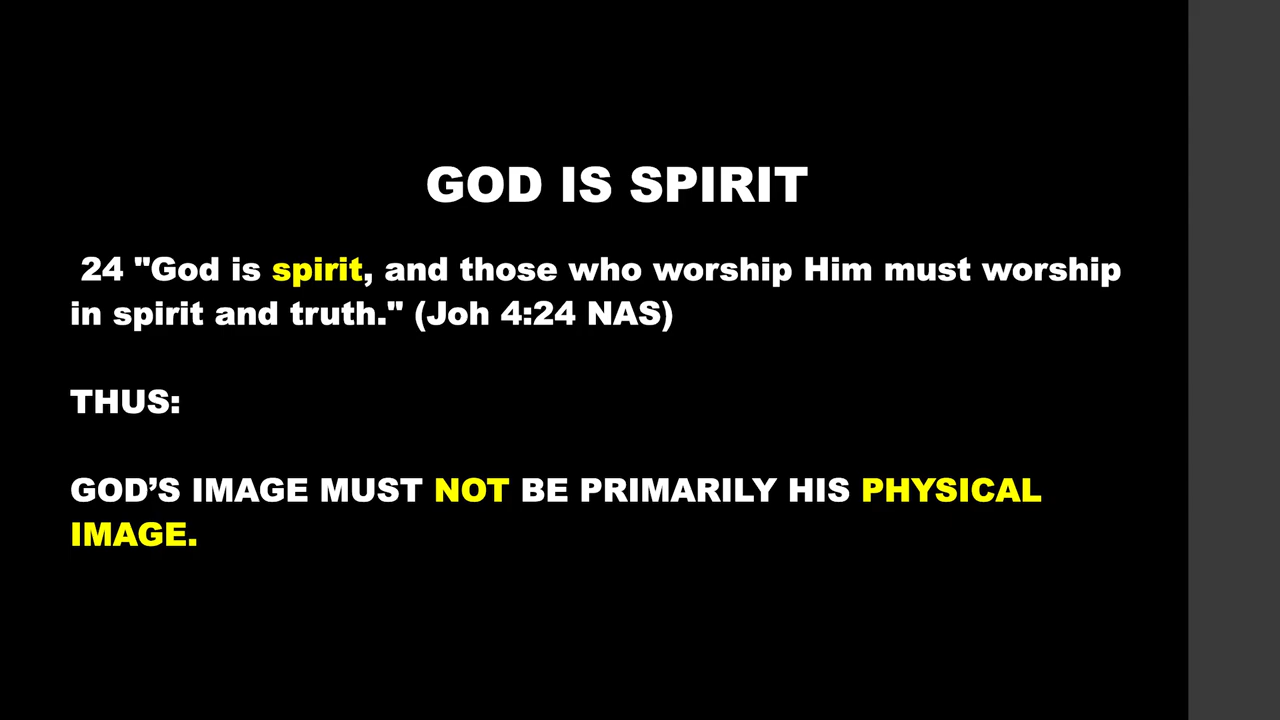 GOD IS SPIRIT
24 "God is spirit, and those who worship Him must worship
in spirit and truth." (Joh 4:24 NAS)
THUS:
GOD’S IMAGE MUST NOT BE PRIMARILY HIS PHYSICAL
IMAGE.